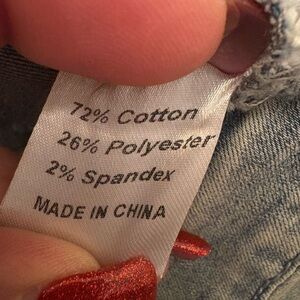 72% Cotton
26% Polyester
2% Spandex
MADE IN CHINA